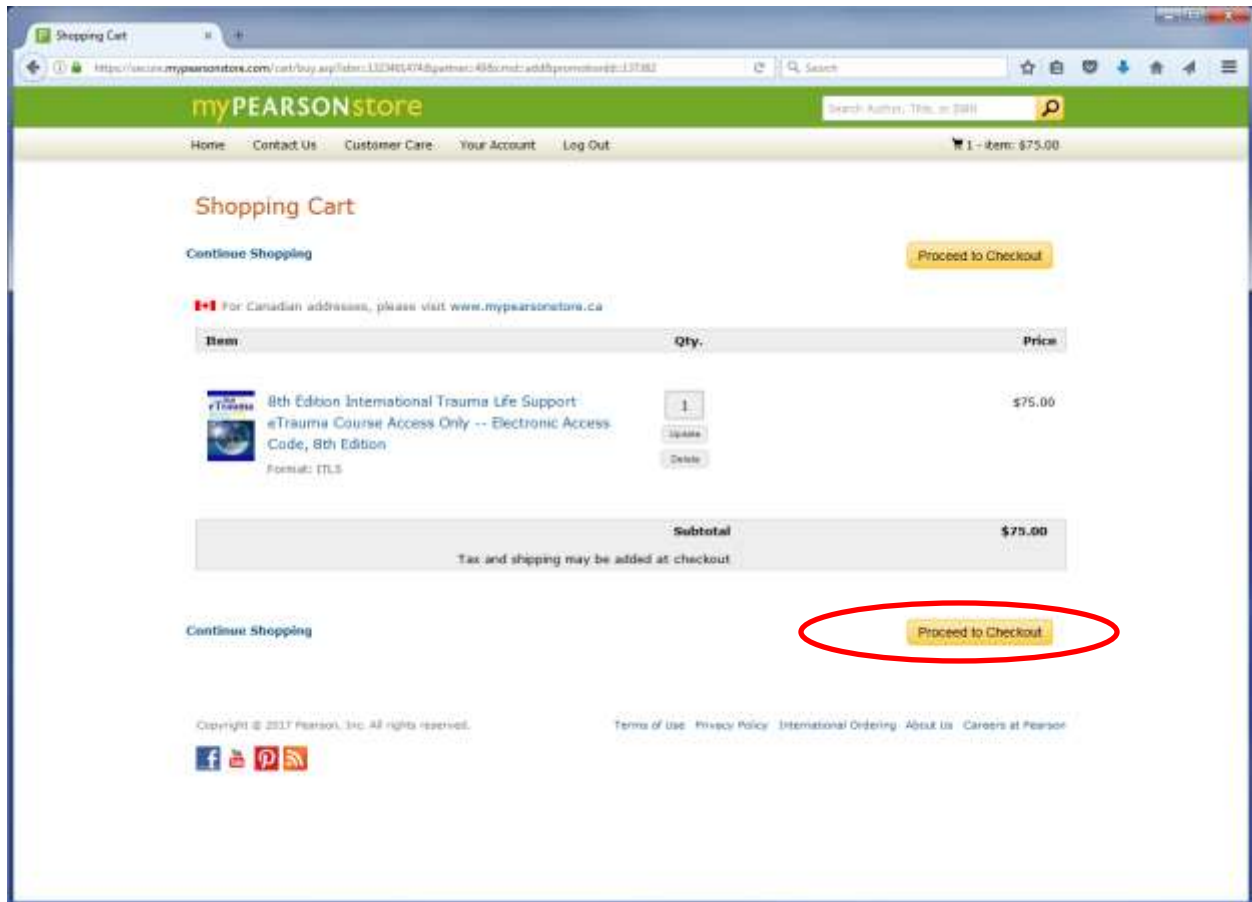 Shopping Cart
Search
myPEARSONstore
Search Author, Title, or ISBN
Home Contact Us Customer Care Your Account Log Out
1 - item: $75.00
Shopping Cart
Continue Shopping
Proceed to Checkout
For Canadian addresses, please visit www.mypearsonstore.ca
Item Qty. Price
eTrauma
8th Edition International Trauma Life Support
eTrauma Course Access Only -- Electronic Access
Code, 8th Edition
Format: ITLS
1
Update
Delete
$75.00
Subtotal $75.00
Tax and shipping may be added at checkout
Continue Shopping
Proceed to Checkout
Copyright © 2017 Pearson, Inc. All rights reserved.
Terms of Use Privacy Policy International Ordering About Us Careers at Pearson